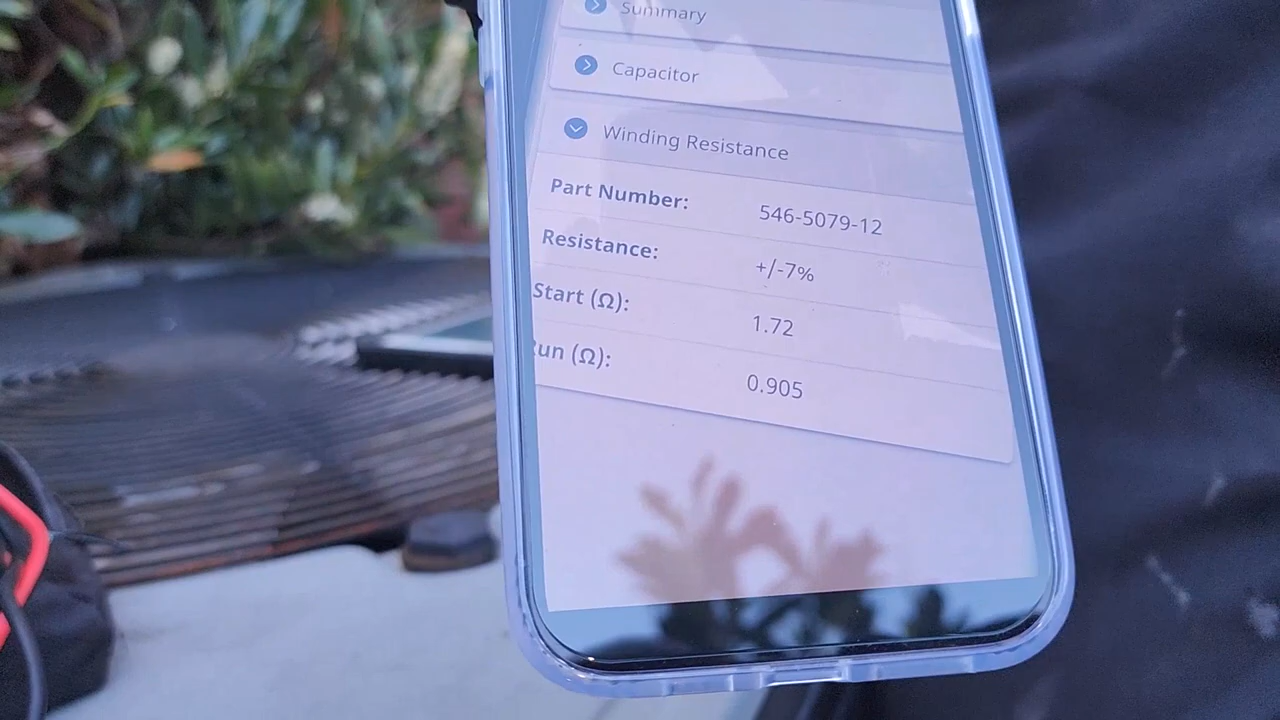 Summary
Capacitor
Winding Resistance
Part Number: 546-5079-12
Resistance: +/-7%
Start (Ω): 1.72
Run (Ω): 0.905